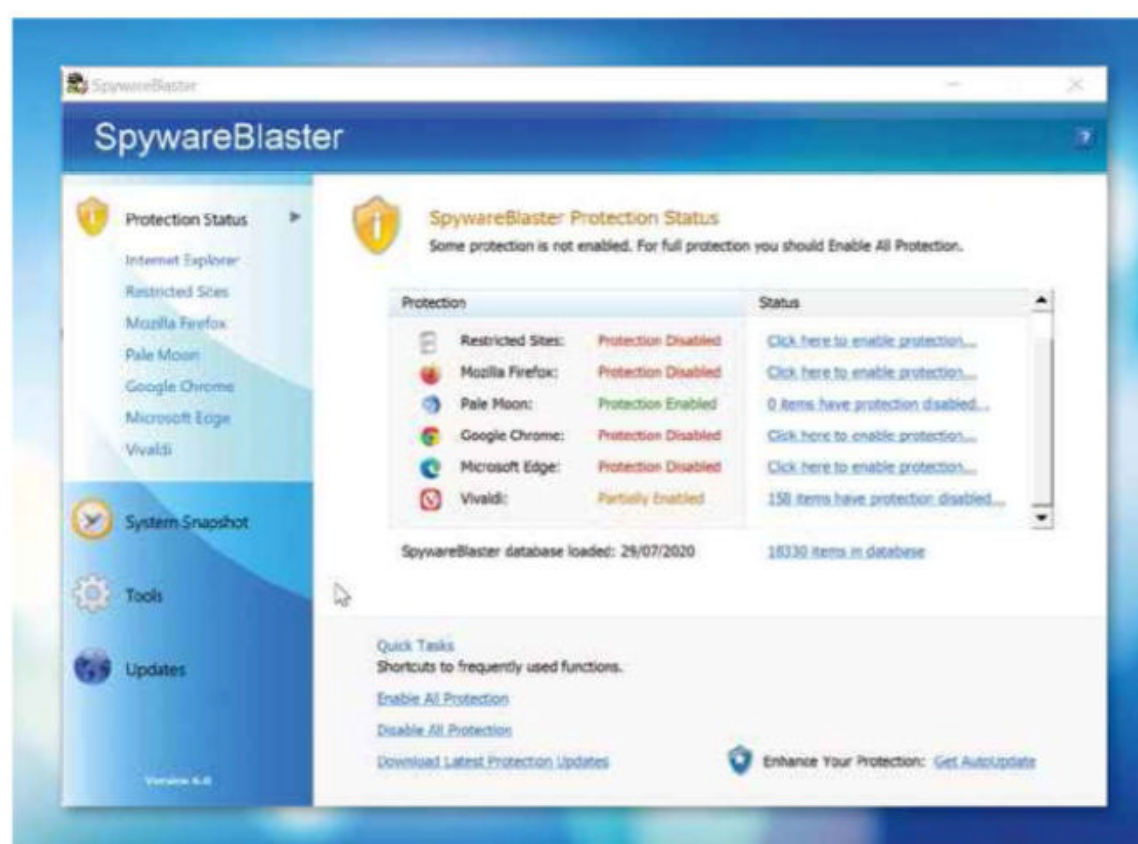 SpywareBlaster
SpywareBlaster
?
Protection Status
Internet Explorer
Restricted Sites
Mozilla Firefox
Pale Moon
Google Chrome
Microsoft Edge
Vivaldi
System Snapshot
Tools
Updates
Version 6.0
SpywareBlaster Protection Status
Some protection is not enabled. For full protection you should Enable All Protection.
Protection Status
Restricted Sites: Protection Disabled Click here to enable protection...
Mozilla Firefox: Protection Disabled Click here to enable protection...
Pale Moon: Protection Enabled 0 items have protection disabled...
Google Chrome: Protection Disabled Click here to enable protection...
Microsoft Edge: Protection Disabled Click here to enable protection...
Vivaldi: Partially Enabled 158 items have protection disabled...
SpywareBlaster database loaded: 29/07/2020 18330 items in database
Quick Tasks
Shortcuts to frequently used functions.
Enable All Protection
Disable All Protection
Download Latest Protection Updates
Enhance Your Protection: Get AutoUpdate